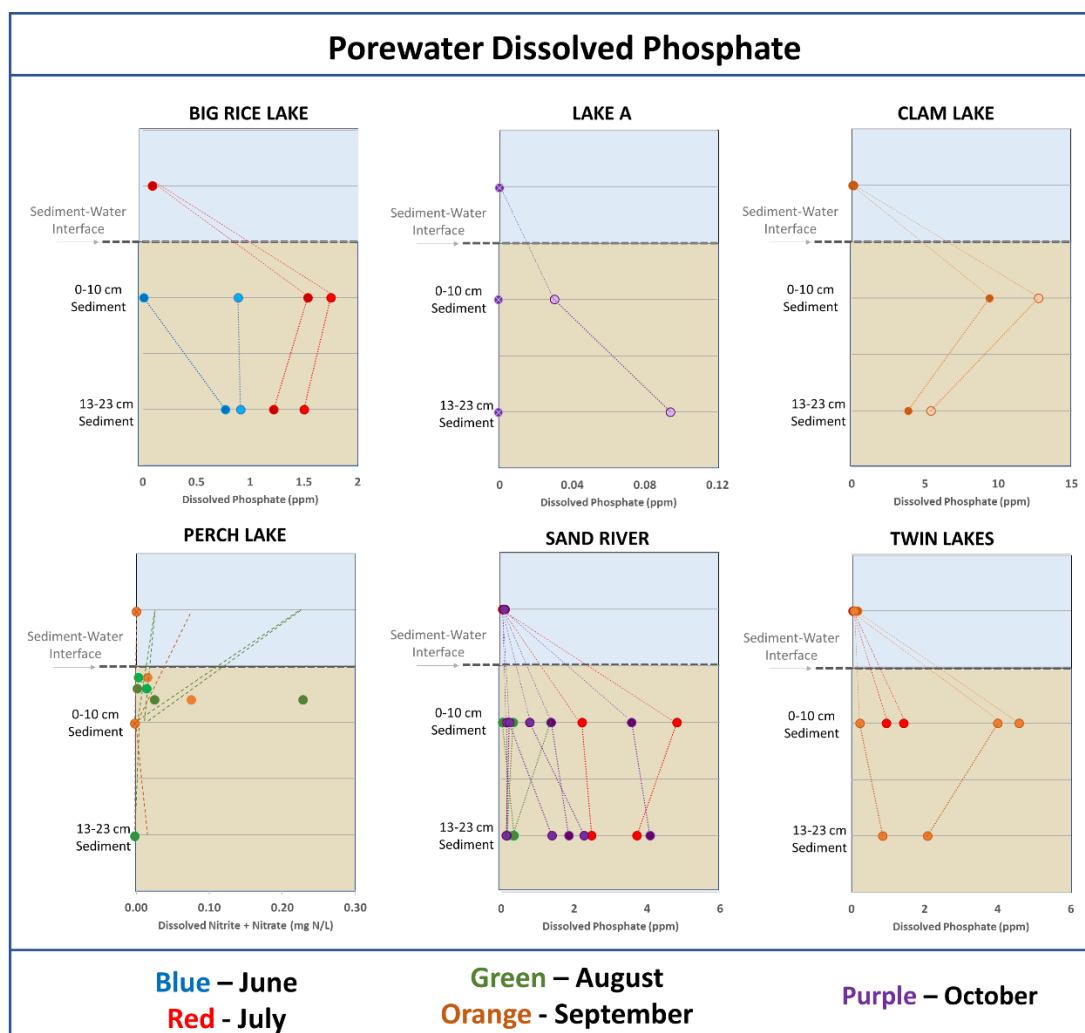 Porewater Dissolved Phosphate
BIG RICE LAKE
LAKE A
CLAM LAKE
Sediment-Water
Interface
0-10 cm
Sediment
13-23 cm
Sediment
0 0.5 1 1.5 2
Dissolved Phosphate (ppm)
Sediment-Water
Interface
0-10 cm
Sediment
13-23 cm
Sediment
0 0.04 0.08 0.12
Dissolved Phosphate (ppm)
Sediment-Water
Interface
0-10 cm
Sediment
13-23 cm
Sediment
0 5 10 15
Dissolved Phosphate (ppm)
PERCH LAKE
SAND RIVER
TWIN LAKES
Sediment-Water
Interface
0-10 cm
Sediment
13-23 cm
Sediment
0.00 0.10 0.20 0.30
Dissolved Nitrite + Nitrate (mg N/L)
Sediment-Water
Interface
0-10 cm
Sediment
13-23 cm
Sediment
0 2 4 6
Dissolved Phosphate (ppm)
Sediment-Water
Interface
0-10 cm
Sediment
13-23 cm
Sediment
0 2 4 6
Dissolved Phosphate (ppm)
Blue – June
Red - July
Green – August
Orange - September
Purple – October